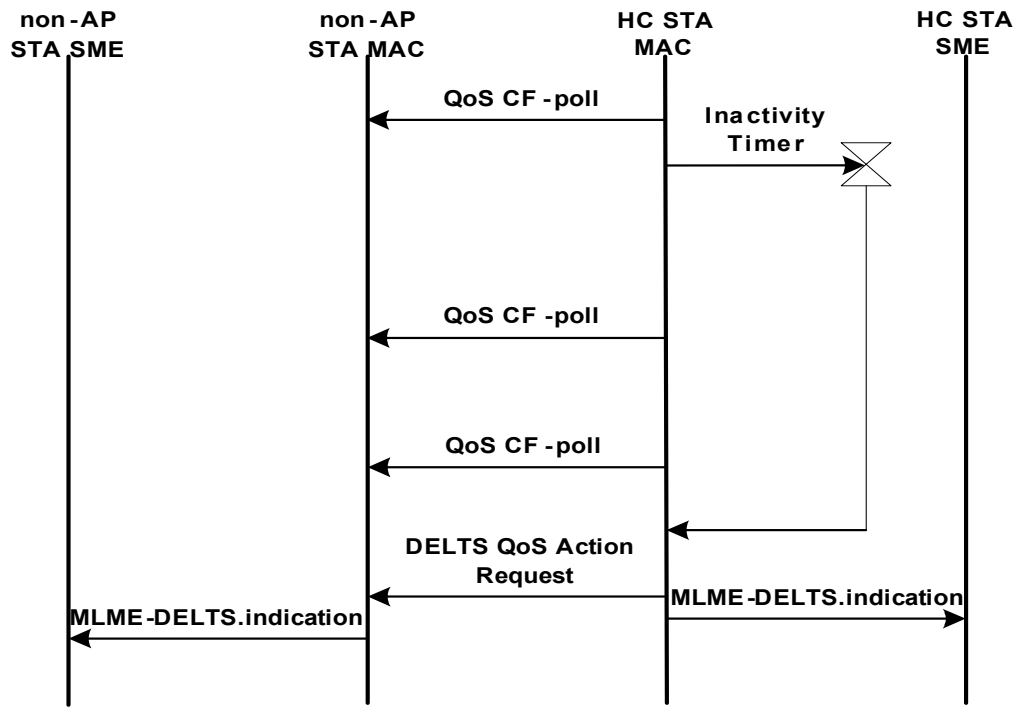 non-AP
STA SME
non-AP
STA MAC
HC STA
MAC
HC STA
SME
QoS CF -poll
Inactivity
Timer
QoS CF -poll
QoS CF -poll
DELTS QoS Action
Request
MLME-DELTS.indication
MLME-DELTS.indication